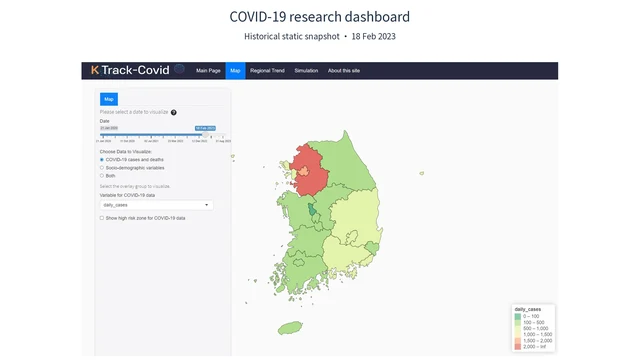 COVID-19 research dashboard
Historical static snapshot • 18 Feb 2023
K Track-Covid
Main Page
Map
Regional Trend
Simulation
About this site
Map
Please select a date to visualize
Date
18 Feb 2023
Choose Data to Visualize:
COVID-19 cases and deaths
Socio-demographic variables
Both
Select the overlay group to visualize.
Variable for COVID-19 data
daily_cases
Show high risk zone for COVID-19 data
daily_cases
0 – 100
100 – 500
500 – 1,000
1,000 – 1,500
1,500 – 2,000
2,000 – inf